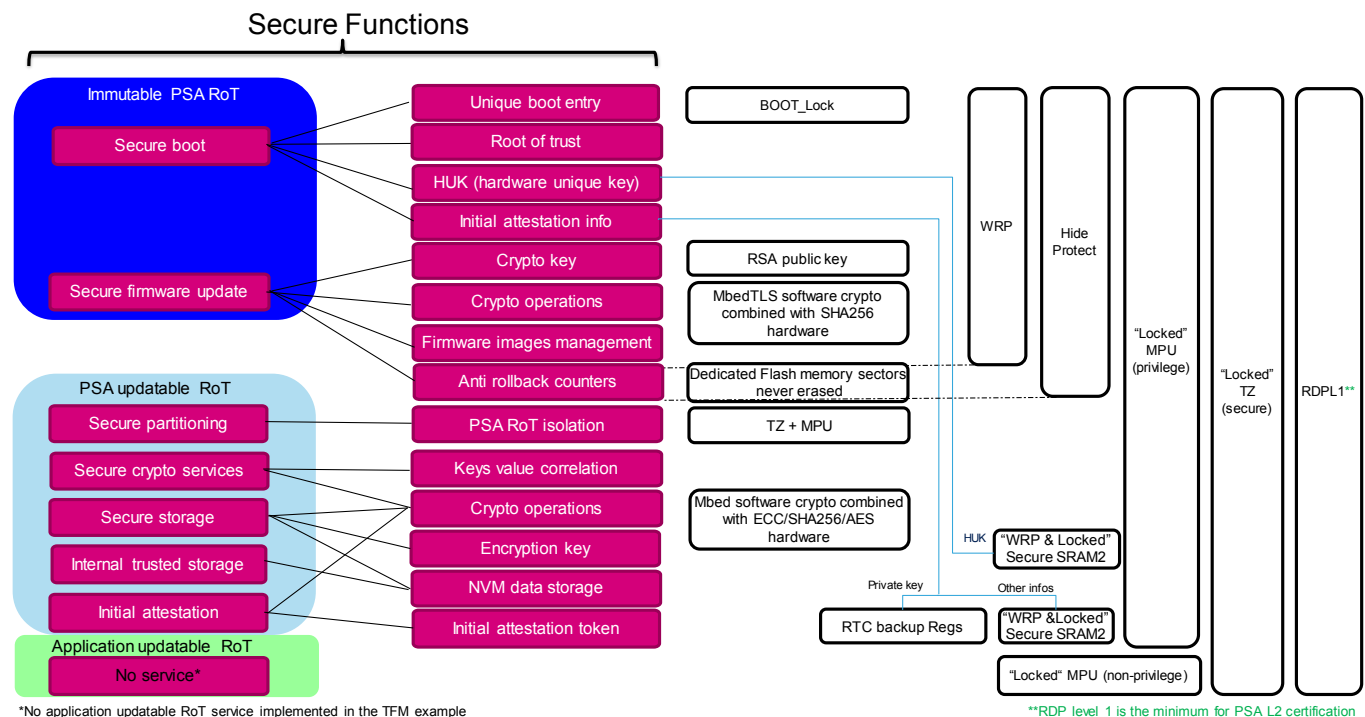 Secure Functions
Immutable PSA RoT
Secure boot
Secure firmware update
PSA updatable RoT
Secure partitioning
Secure crypto services
Secure storage
Internal trusted storage
Initial attestation
Application updatable RoT
No service*
*No application updatable RoT service implemented in the TFM example
Unique boot entry
Root of trust
HUK (hardware unique key)
Initial attestation info
Crypto key
Crypto operations
Firmware images management
Anti rollback counters
PSA RoT isolation
Keys value correlation
Crypto operations
Encryption key
NVM data storage
Initial attestation token
BOOT_Lock
RSA public key
MbedTLS software crypto
combined with SHA256
hardware
Dedicated Flash memory sectors
never erased
TZ + MPU
Mbed software crypto combined
with ECC/SHA256/AES
hardware
HUK
"WRP & Locked"
Secure SRAM2
Private key
Other infos
RTC backup Regs
"WRP &Locked"
Secure SRAM2
"Locked" MPU (non-privilege)
WRP
Hide
Protect
"Locked"
MPU
(privilege)
"Locked"
TZ
(secure)
RDPL1**
**RDP level 1 is the minimum for PSA L2 certification